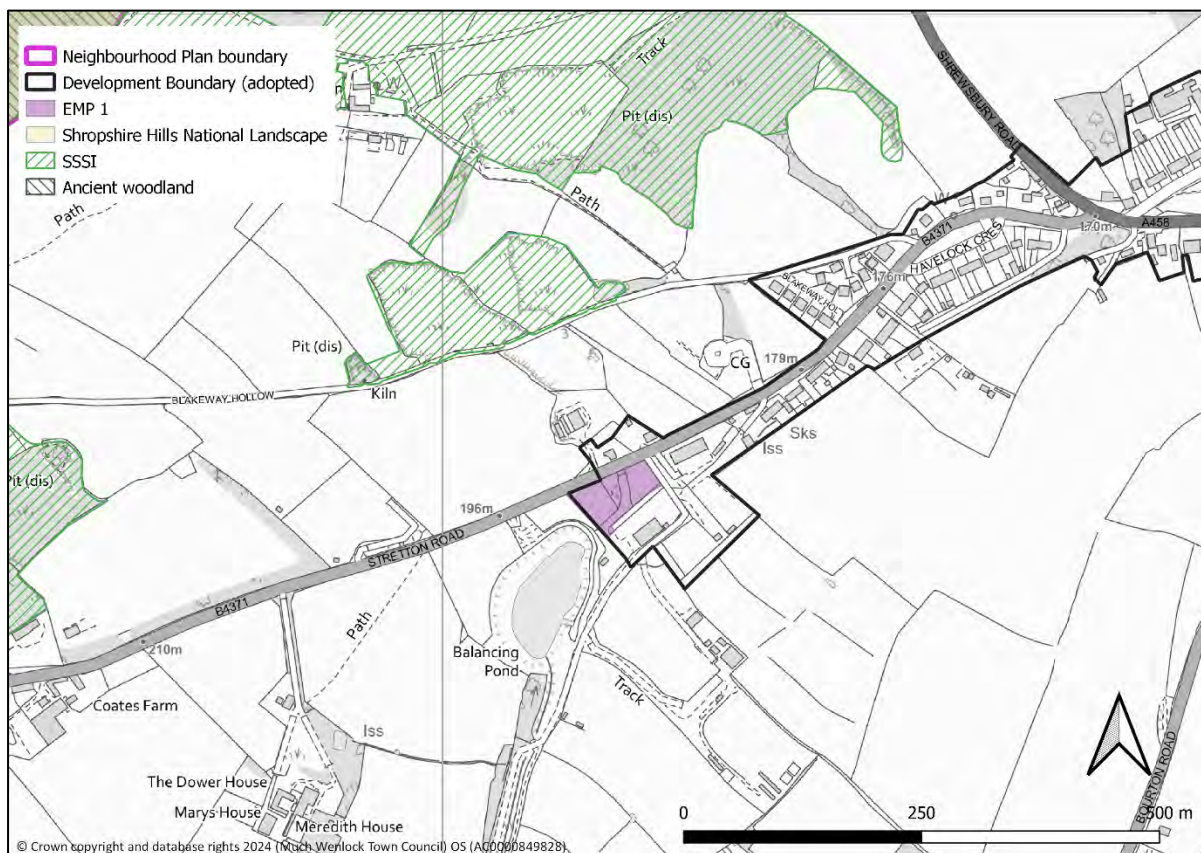 Neighbourhood Plan boundary
Development Boundary (adopted)
EMP 1
Shropshire Hills National Landscape
SSSI
Ancient woodland
Track
Pit (dis)
SHREWSBURY ROAD
Path
Path
A458
170m
B4371
HAVELOCK CRES
176m
BLAKEWAY HOL
Pit (dis)
179m
CG
Kiln
BLAKEWAY HOLLOW
Sks
Iss
Pit (dis)
196m
STRETTON ROAD
B4371
Path
210m
Balancing
Pond
Track
Coates Farm
Iss
The Dower House
Marys House
Meredith House
BOURTON ROAD
0 250 500 m
© Crown copyright and database rights 2024 (Much Wenlock Town Council) OS (AC0000849828)